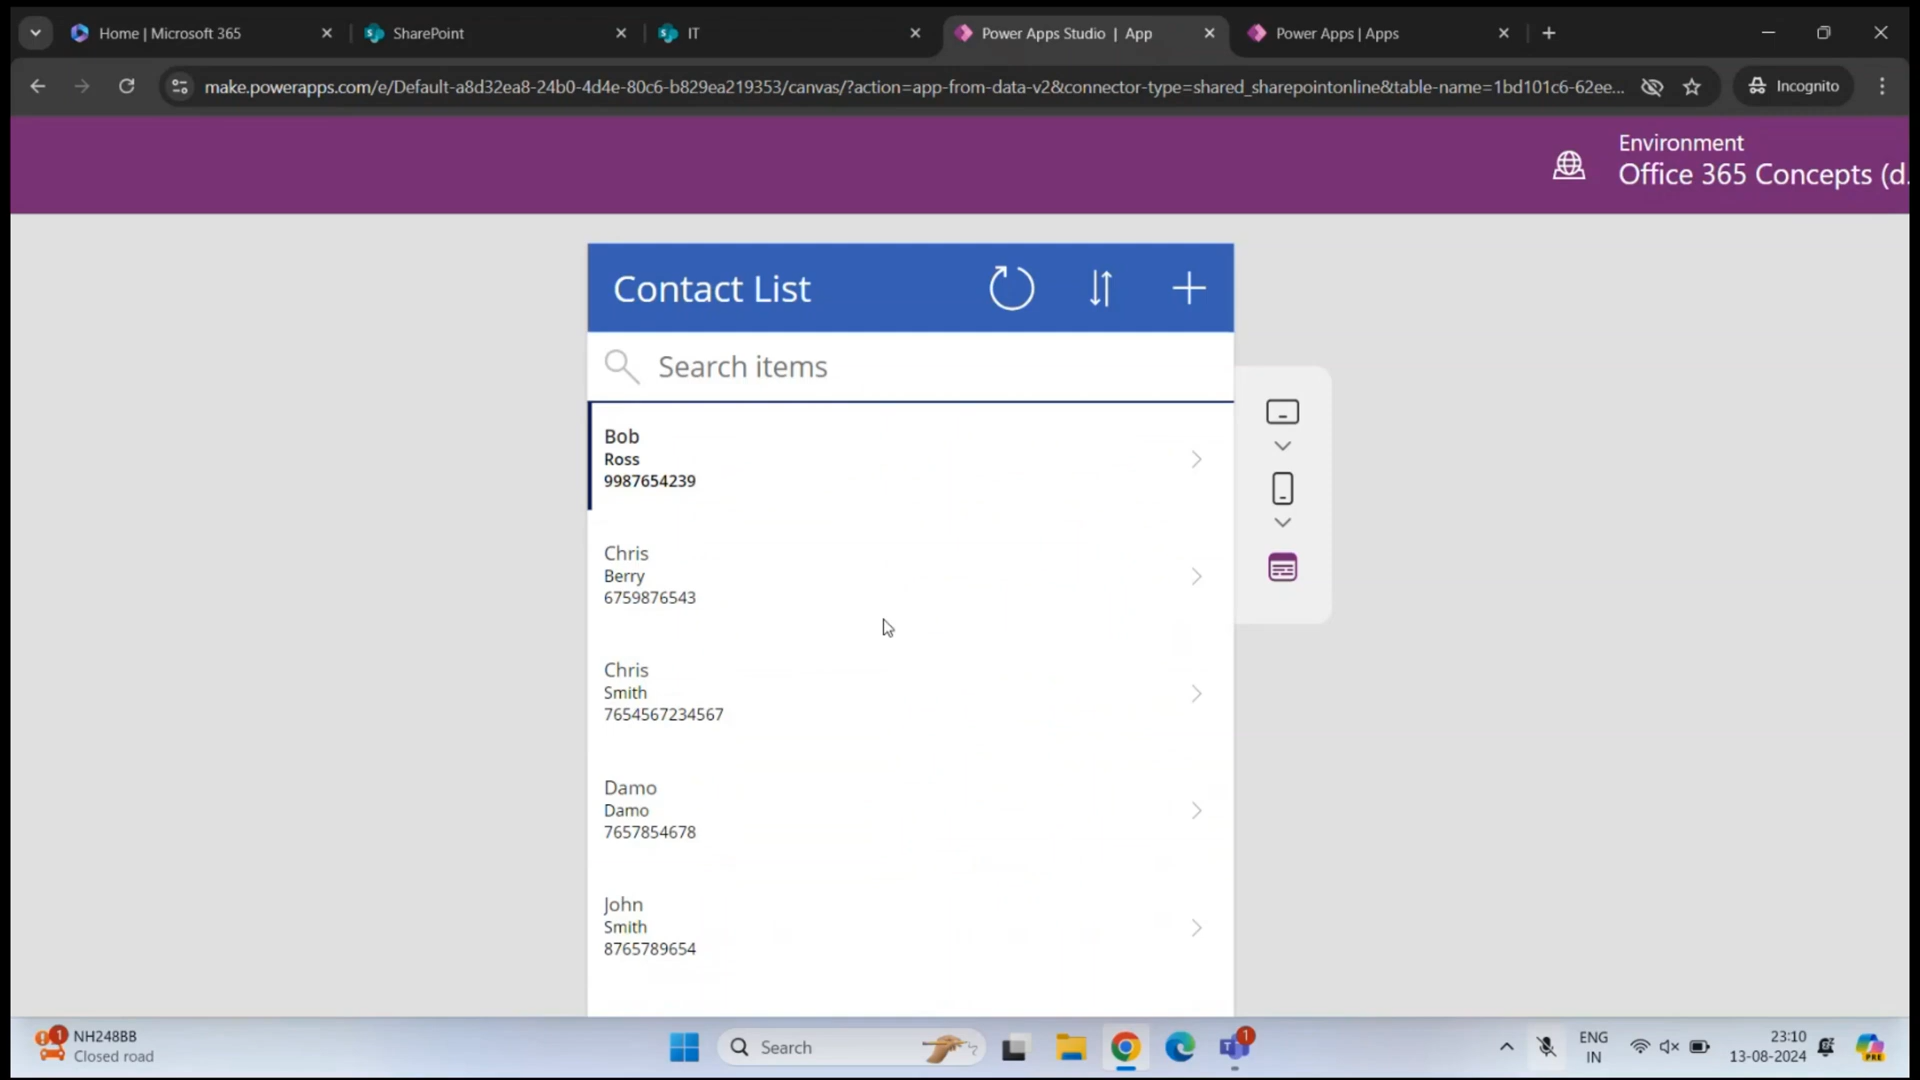 Home | Microsoft 365
SharePoint
IT
Power Apps Studio | App
Power Apps | Apps
make.powerapps.com/e/Default-a8d32ea8-24b0-4d4e-80c6-b829ea219353/canvas/?action=app-from-data-v2&connector-type=shared_sharepointonline&table-name=1bd101c6-62ee...
Incognito
Environment
Office 365 Concepts (d.
Contact List
Search items
Bob
Ross
9987654239
Chris
Berry
6759876543
Chris
Smith
7654567234567
Damo
Damo
7657854678
John
Smith
8765789654
1
NH248BB
Closed road
Search
1
ENG
IN
23:10
13-08-2024
PRE